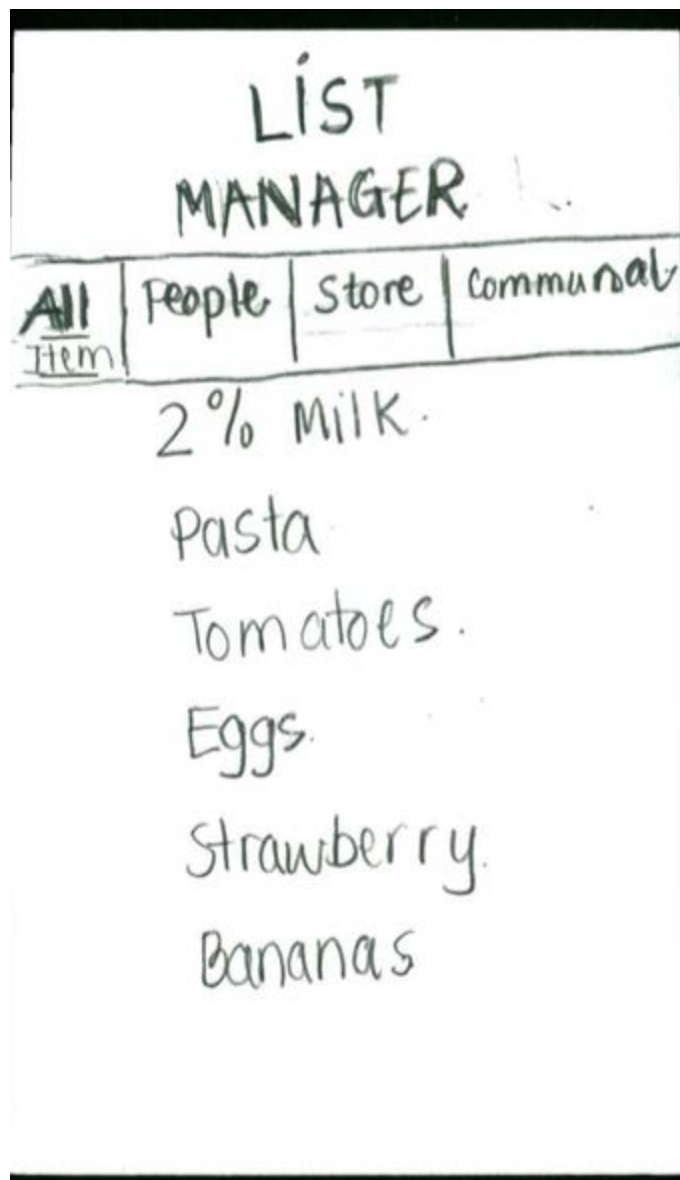 LiST
MANAGER
All People Store Communal
Item
2% Milk.
Pasta
Tomatoes.
Eggs.
Strawberry.
Bananas